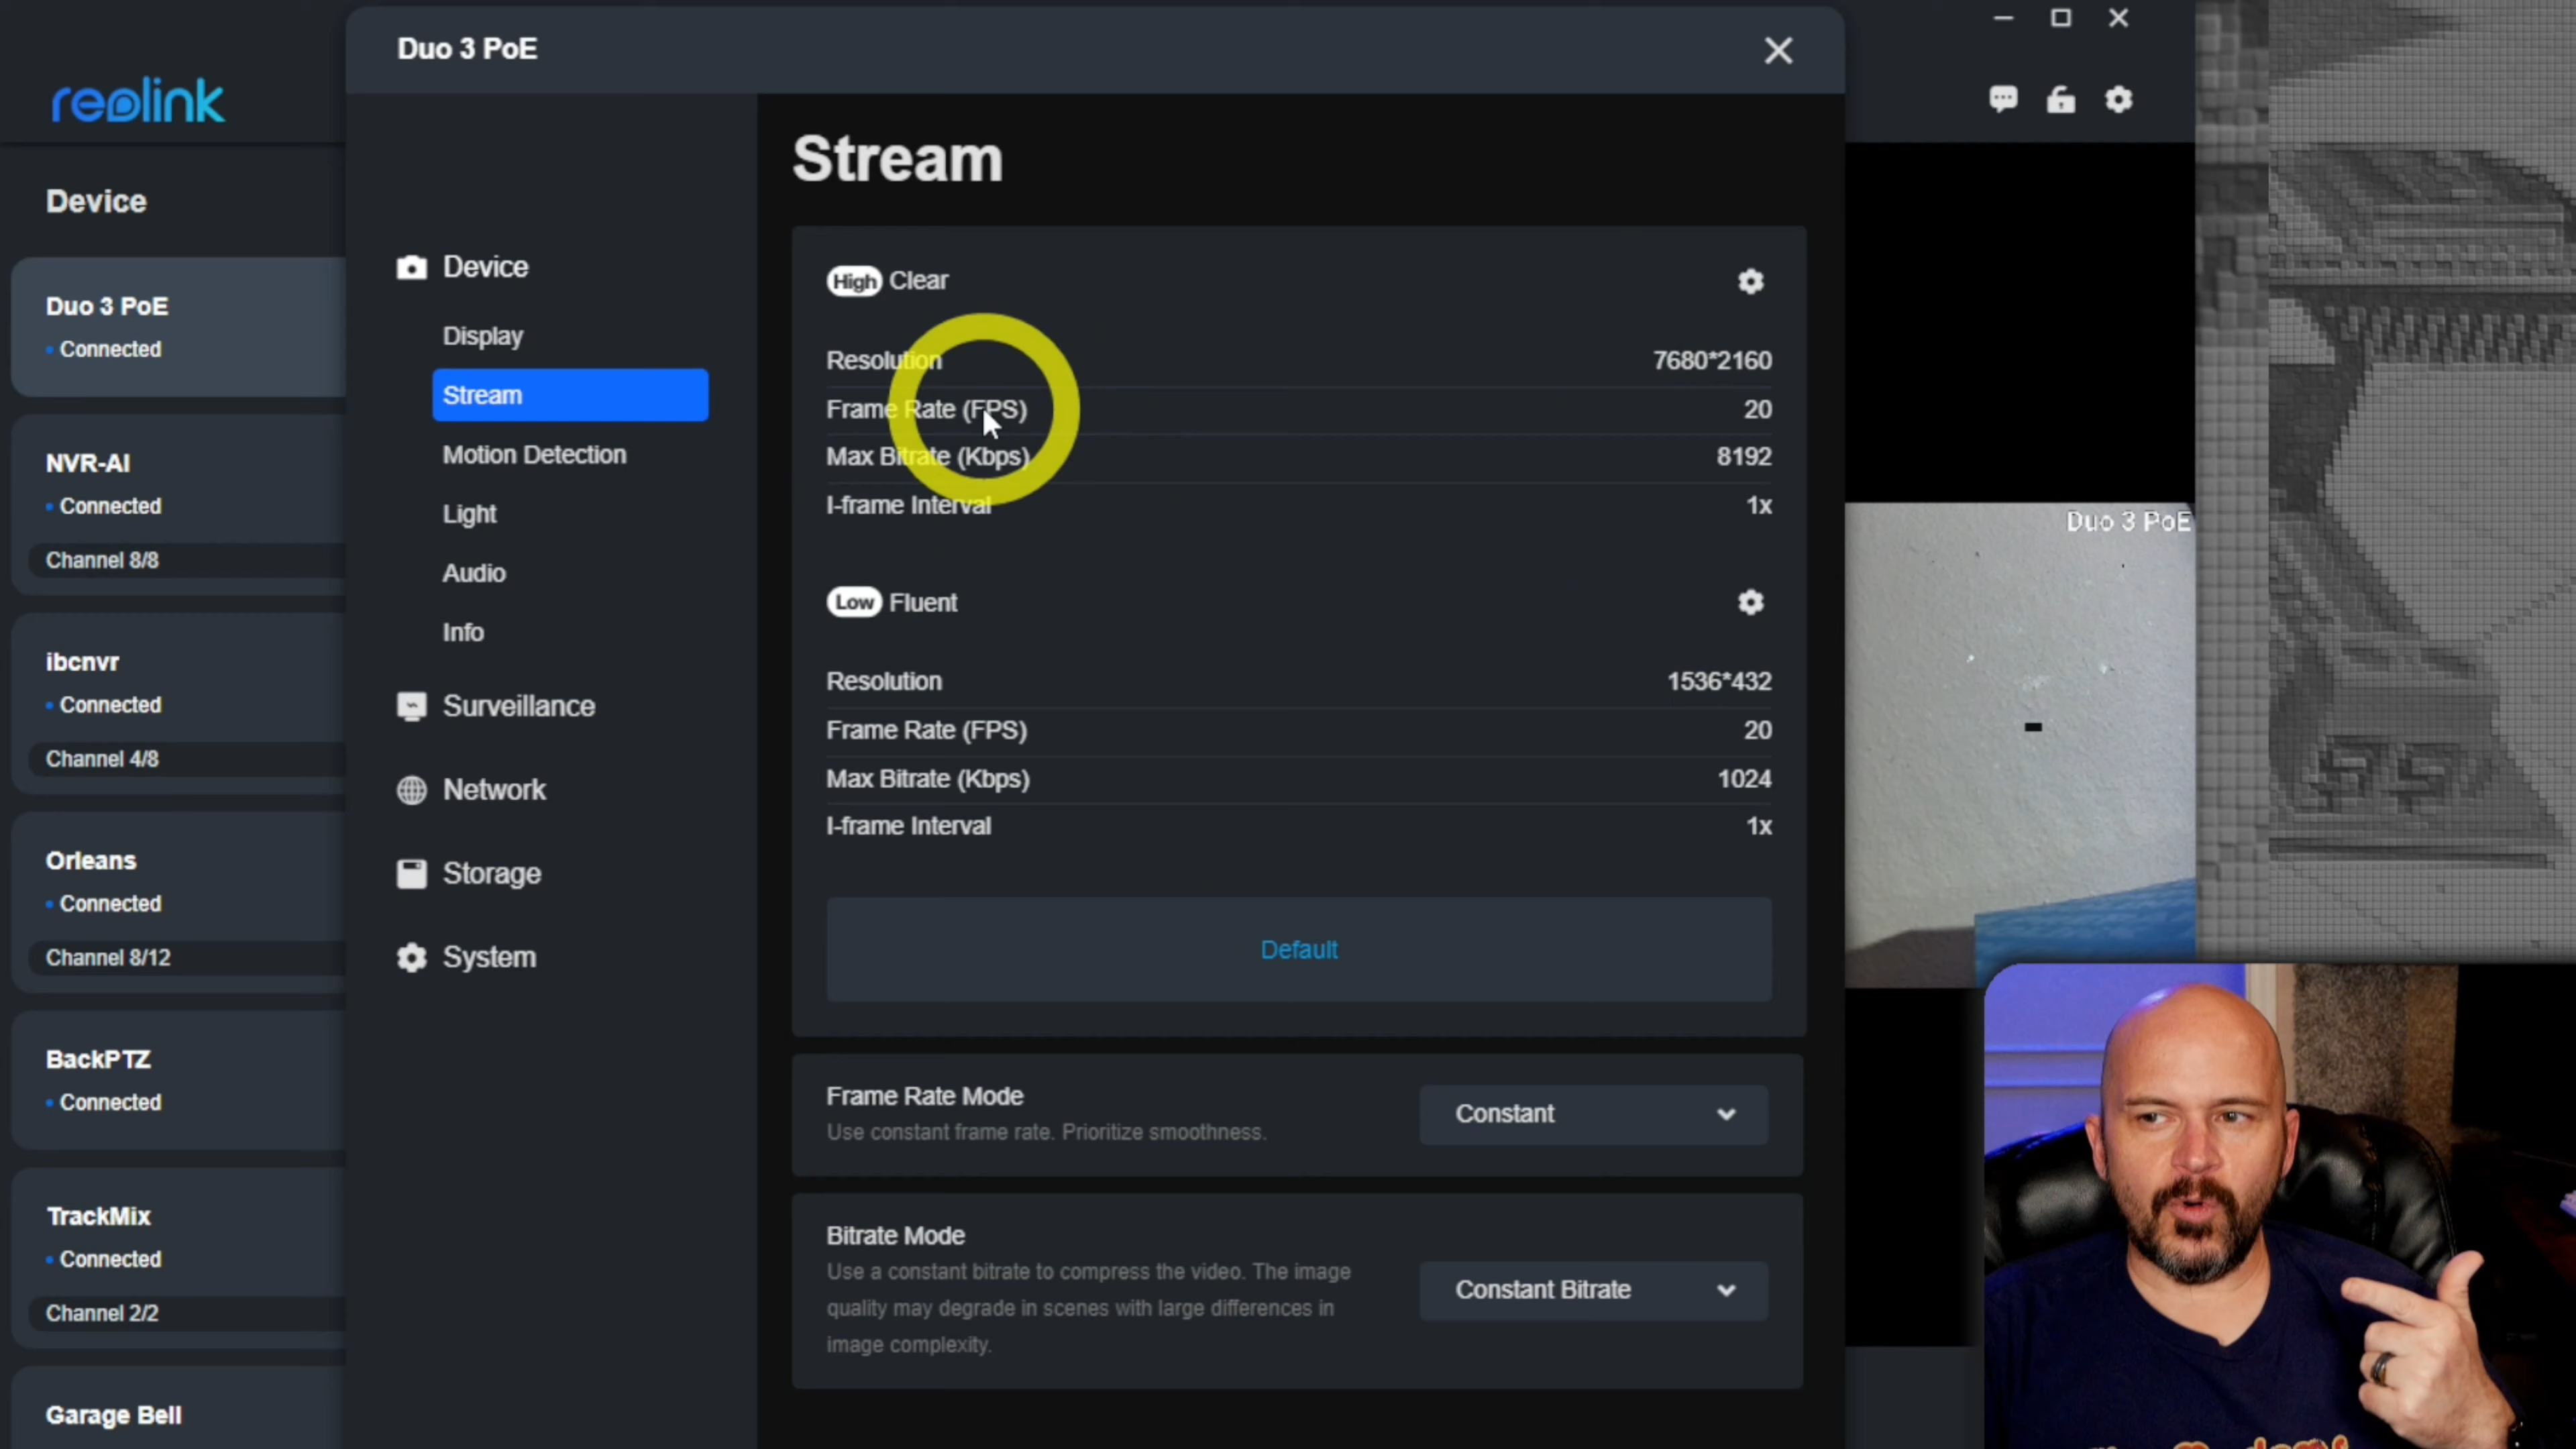 reolink
Device
Duo 3 PoE
Connected
NVR-AI
Connected
Channel 8/8
ibcnvr
Connected
Channel 4/8
Orleans
Connected
Channel 8/12
BackPTZ
Connected
TrackMix
Connected
Channel 2/2
Garage Bell
Duo 3 PoE
Device
Display
Stream
Motion Detection
Light
Audio
Info
Surveillance
Network
Storage
System
Stream
High Clear
Resolution 7680*2160
Frame Rate (FPS) 20
Max Bitrate (Kbps) 8192
I-frame Interval 1x
Low Fluent
Resolution 1536*432
Frame Rate (FPS) 20
Max Bitrate (Kbps) 1024
I-frame Interval 1x
Default
Frame Rate Mode
Use constant frame rate. Prioritize smoothness.
Constant
Bitrate Mode
Use a constant bitrate to compress the video. The image
quality may degrade in scenes with large differences in
image complexity.
Constant Bitrate
Duo 3 PoE